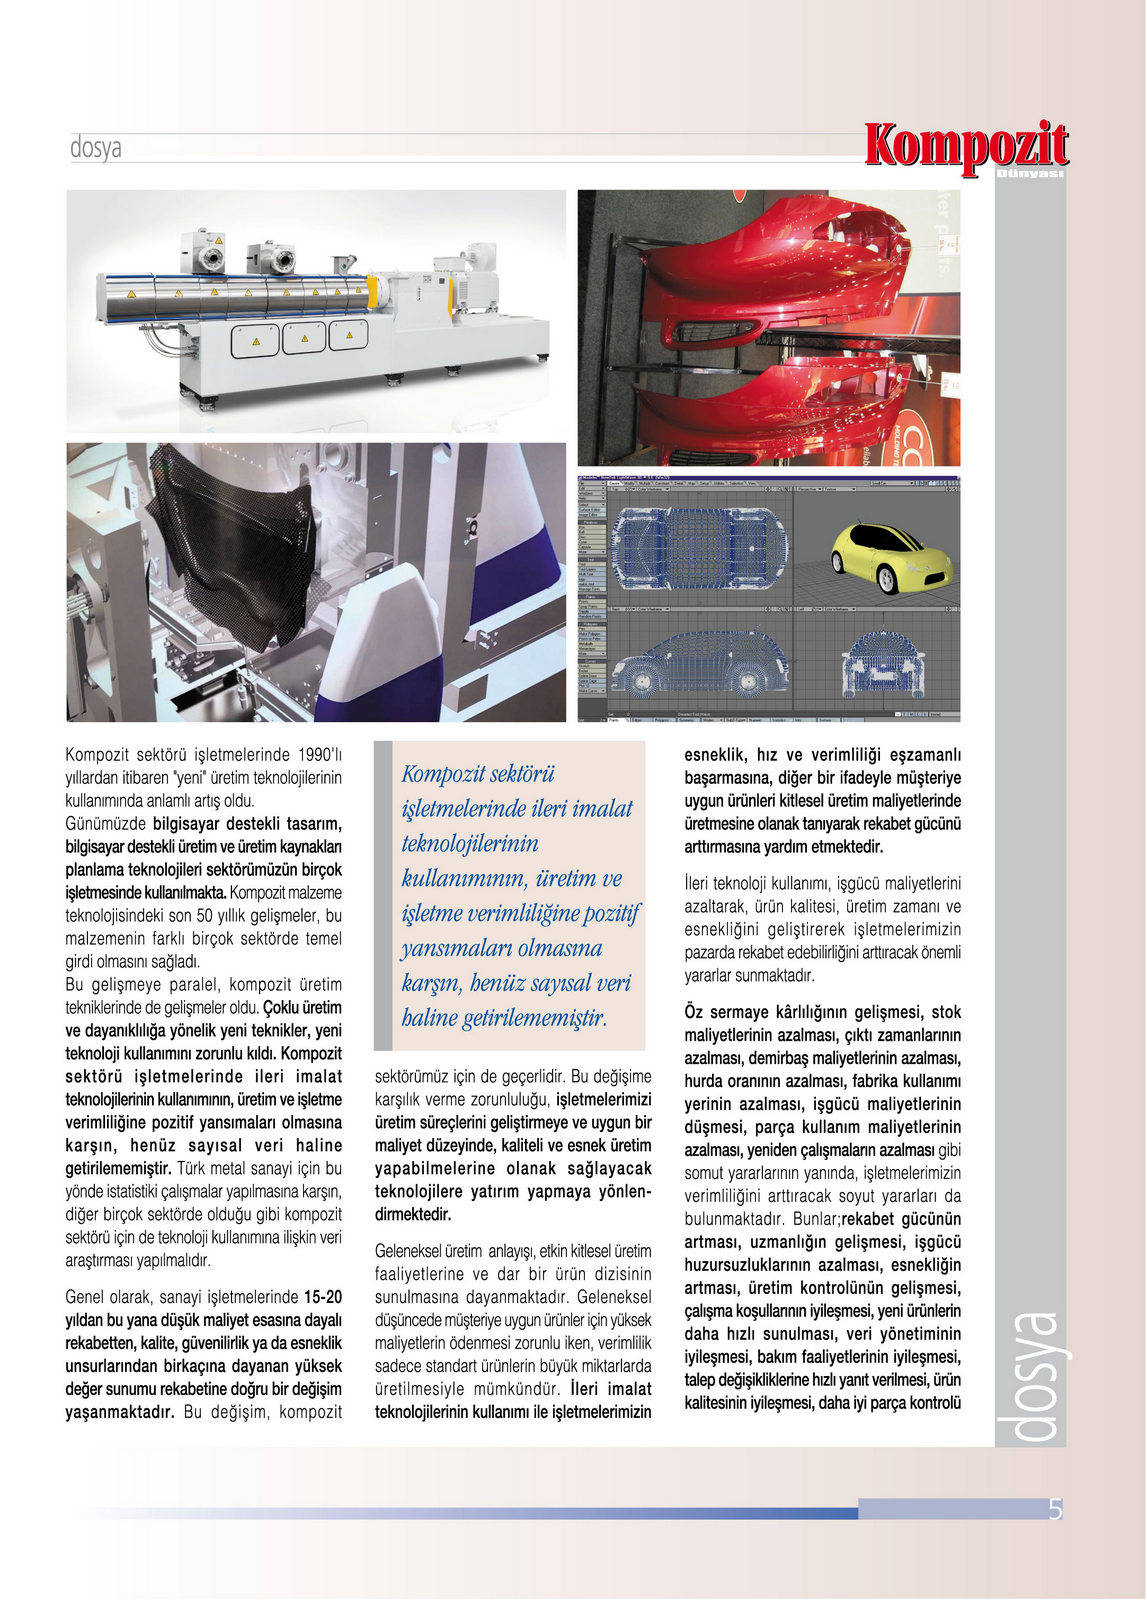 dosya
Kompozit
Dünyası
Kompozit sektörü işletmelerinde 1990'lı
yıllardan itibaren "yeni" üretim teknolojilerinin
kullanımında anlamlı artış oldu.
Günümüzde bilgisayar destekli tasarım,
bilgisayar destekli üretim ve üretim kaynakları
planlama teknolojileri sektörümüzün birçok
işletmesinde kullanılmakta. Kompozit malzeme
teknolojisindeki son 50 yıllık gelişmeler, bu
malzemenin farklı birçok sektörde temel
girdi olmasını sağladı.
Bu gelişmeye paralel, kompozit üretim
tekniklerinde de gelişmeler oldu. Çoklu üretim
ve dayanıklılığa yönelik yeni teknikler, yeni
teknoloji kullanımını zorunlu kıldı. Kompozit
sektörü işletmelerinde ileri imalat
teknolojilerinin kullanımının, üretim ve işletme
verimliliğine pozitif yansımaları olmasına
karşın, henüz sayısal veri haline
getirilememiştir. Türk metal sanayi için bu
yönde istatistiki çalışmalar yapılmasına karşın,
diğer birçok sektörde olduğu gibi kompozit
sektörü için de teknoloji kullanımına ilişkin veri
araştırması yapılmalıdır.
Genel olarak, sanayi işletmelerinde 15-20
yıldan bu yana düşük maliyet esasına dayalı
rekabetten, kalite, güvenilirlik ya da esneklik
unsurlarından birkaçına dayanan yüksek
değer sunumu rekabetine doğru bir değişim
yaşanmaktadır. Bu değişim, kompozit
Kompozit sektörü
işletmelerinde ileri imalat
teknolojilerinin
kullanımının, üretim ve
işletme verimliliğine pozitif
yansımaları olmasına
karşın, henüz sayısal veri
haline getirilememiştir.
sektörümüz için de geçerlidir. Bu değişime
karşılık verme zorunluluğu, işletmelerimizi
üretim süreçlerini geliştirmeye ve uygun bir
maliyet düzeyinde, kaliteli ve esnek üretim
yapabilmelerine olanak sağlayacak
teknolojilere yatırım yapmaya yönlen-
dirmektedir.
Geleneksel üretim anlayışı, etkin kitlesel üretim
faaliyetlerine ve dar bir ürün dizisinin
sunulmasına dayanmaktadır. Geleneksel
düşüncede müşteriye uygun ürünler için yüksek
maliyetlerin ödenmesi zorunlu iken, verimlilik
sadece standart ürünlerin büyük miktarlarda
üretilmesiyle mümkündür. İleri imalat
teknolojilerinin kullanımı ile işletmelerimizin
esneklik, hız ve verimliliği eşzamanlı
başarmasına, diğer bir ifadeyle müşteriye
uygun ürünleri kitlesel üretim maliyetlerinde
üretmesine olanak tanıyarak rekabet gücünü
arttırmasına yardım etmektedir.
İleri teknoloji kullanımı, işgücü maliyetlerini
azaltarak, ürün kalitesi, üretim zamanı ve
esnekliğini geliştirerek işletmelerimizin
pazarda rekabet edebilirliğini arttıracak önemli
yararlar sunmaktadır.
Öz sermaye kârlılığının gelişmesi, stok
maliyetlerinin azalması, çıktı zamanlarının
azalması, demirbaş maliyetlerinin azalması,
hurda oranının azalması, fabrika kullanımı
yerinin azalması, işgücü maliyetlerinin
düşmesi, parça kullanım maliyetlerinin
azalması, yeniden çalışmaların azalması gibi
somut yararlarının yanında, işletmelerimizin
verimliliğini arttıracak soyut yararları da
bulunmaktadır. Bunlar;rekabet gücünün
artması, uzmanlığın gelişmesi, işgücü
huzursuzluklarının azalması, esnekliğin
artması, üretim kontrolünün gelişmesi,
çalışma koşullarının iyileşmesi, yeni ürünlerin
daha hızlı sunulması, veri yönetiminin
iyileşmesi, bakım faaliyetlerinin iyileşmesi,
talep değişikliklerine hızlı yanıt verilmesi, ürün
kalitesinin iyileşmesi, daha iyi parça kontrolü
dosya
5